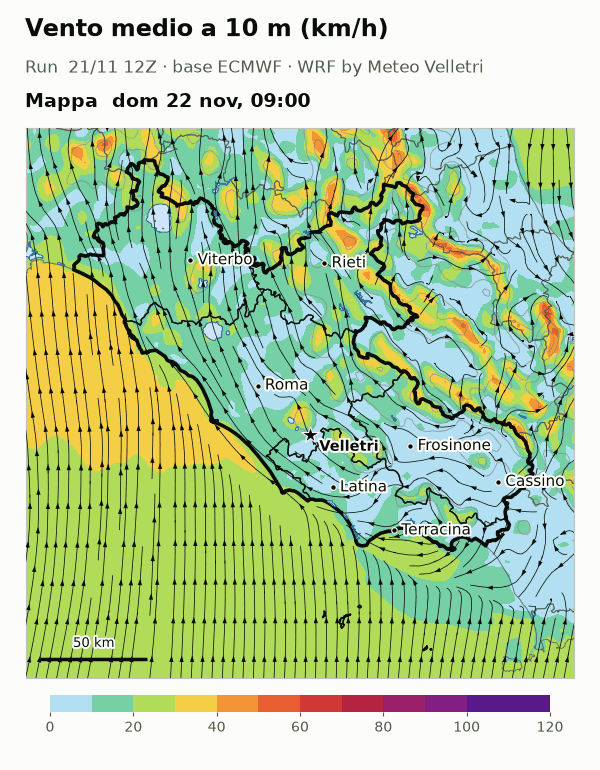 Vento medio a 10 m (km/h)
Run  21/11 12Z · base ECMWF · WRF by Meteo Velletri
Mappa  dom 22 nov, 09:00
Viterbo
Rieti
Roma
Velletri
Frosinone
Latina
Cassino
Terracina
50 km
0 20 40 60 80 100 120